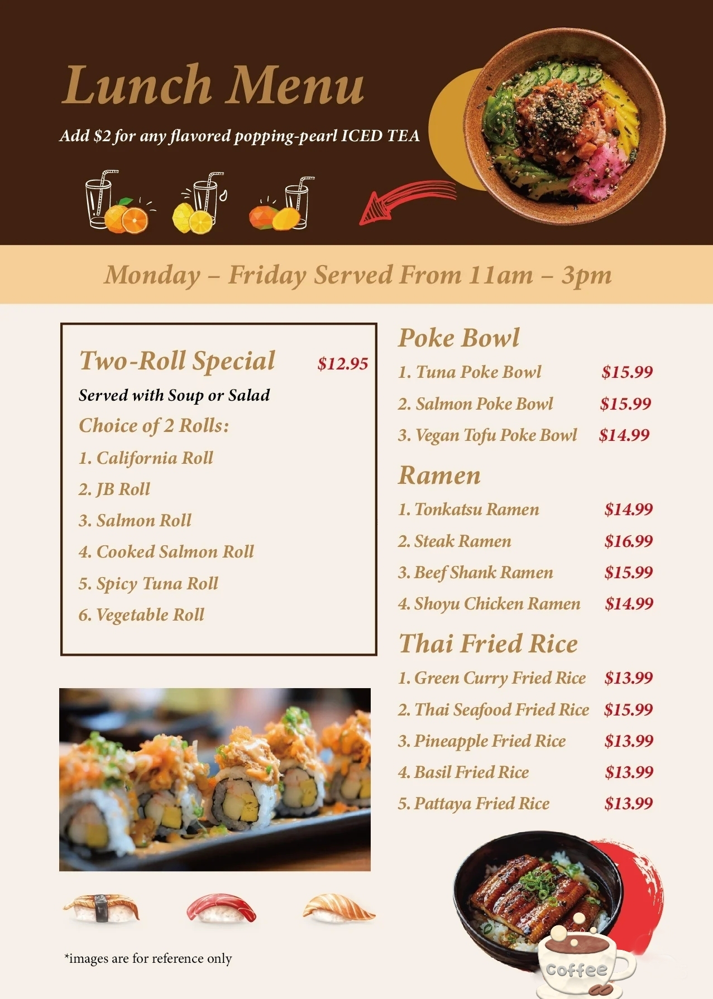 Lunch Menu
Add $2 for any flavored popping-pearl ICED TEA
Monday – Friday Served From 11am – 3pm
Two-Roll Special $12.95
Served with Soup or Salad
Choice of 2 Rolls:
1. California Roll
2. JB Roll
3. Salmon Roll
4. Cooked Salmon Roll
5. Spicy Tuna Roll
6. Vegetable Roll
Poke Bowl
1. Tuna Poke Bowl $15.99
2. Salmon Poke Bowl $15.99
3. Vegan Tofu Poke Bowl $14.99
Ramen
1. Tonkatsu Ramen $14.99
2. Steak Ramen $16.99
3. Beef Shank Ramen $15.99
4. Shoyu Chicken Ramen $14.99
Thai Fried Rice
1. Green Curry Fried Rice $13.99
2. Thai Seafood Fried Rice $15.99
3. Pineapple Fried Rice $13.99
4. Basil Fried Rice $13.99
5. Pattaya Fried Rice $13.99
*images are for reference only
Coffee